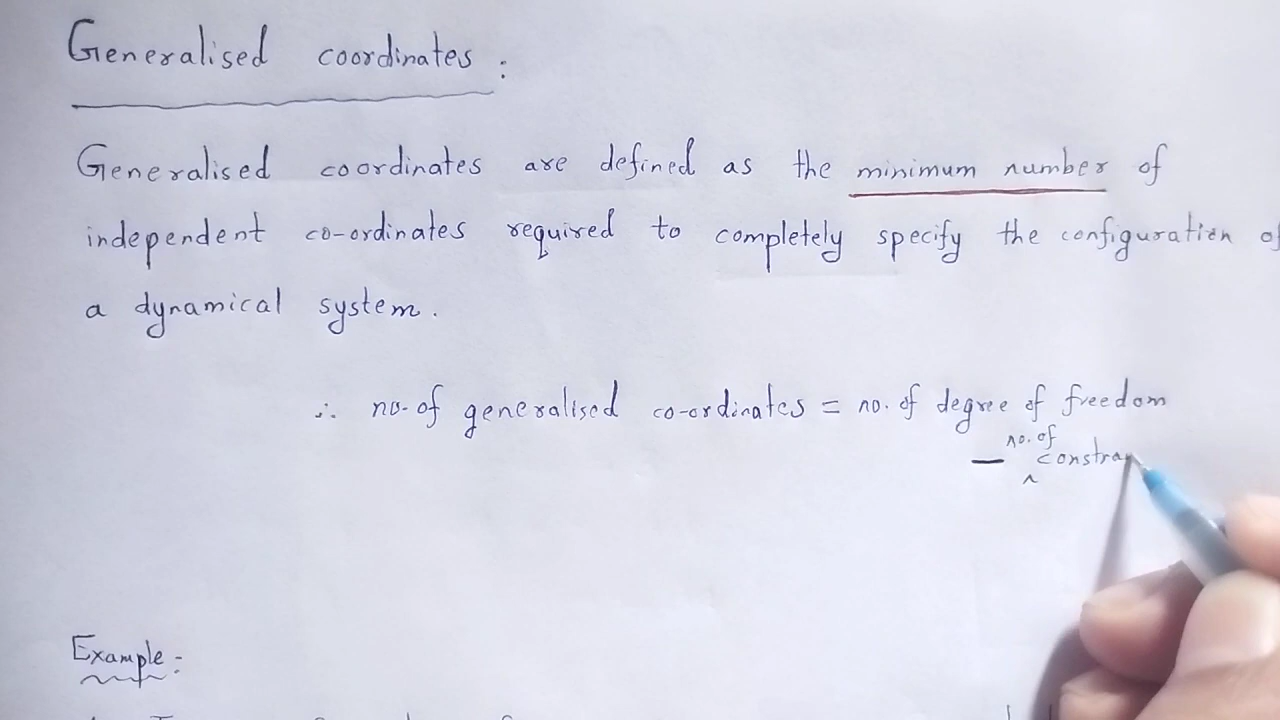 Generalised coordinates :
Generalised coordinates are defined as the minimum number of
independent co-ordinates required to completely specify the configuration of
a dynamical system.
∴ no. of generalised co-ordinates = no. of degree of freedom
— no. of
^ constra
Example :